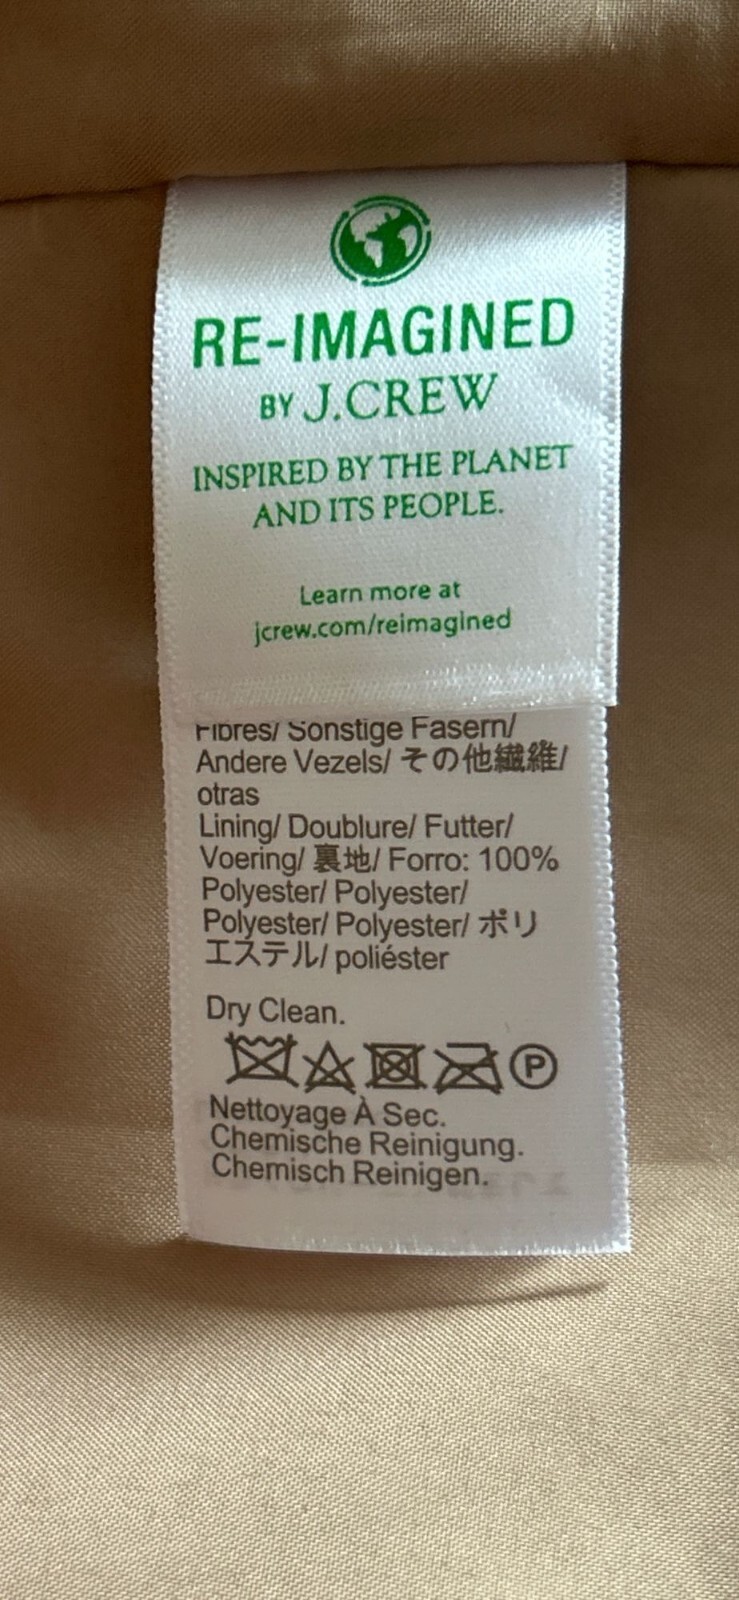 RE-IMAGINED
BY J.CREW
INSPIRED BY THE PLANET
AND ITS PEOPLE.
Learn more at
jcrew.com/reimagined
Fibres/ Sonstige Fasern/
Andere Vezels/ その他繊維/
otras
Lining/ Doublure/ Futter/
Voering/ 裏地/ Forro: 100%
Polyester/ Polyester/
Polyester/ Polyester/ ポリ
エステル/ poliéster
Dry Clean.
P
Nettoyage À Sec.
Chemische Reinigung.
Chemisch Reinigen.